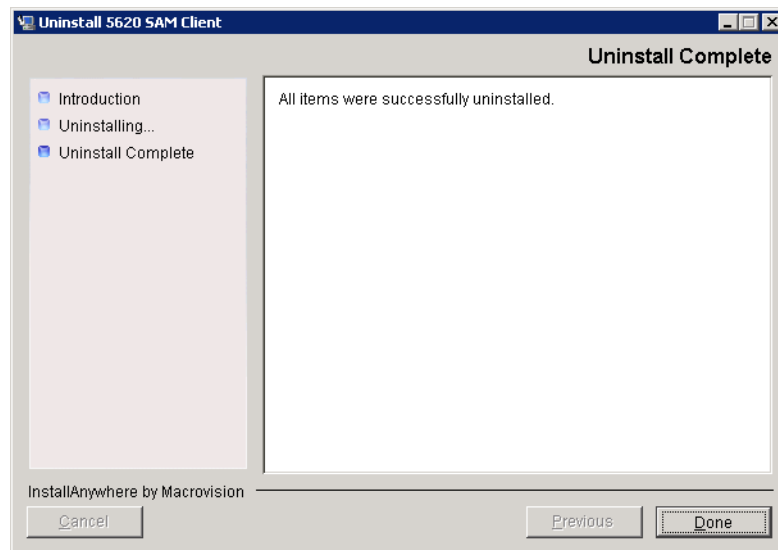 Uninstall 5620 SAM Client
Uninstall Complete
Introduction
Uninstalling...
Uninstall Complete
All items were successfully uninstalled.
InstallAnywhere by Macrovision
Cancel
Previous
Done